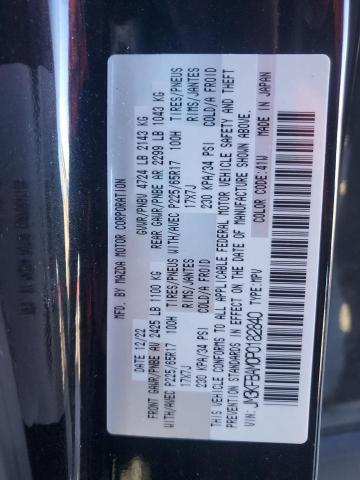 MFD. BY MAZDA MOTOR CORPORATION
DATE 12/22 GVWR/PNBV 4724 LB 2143 KG
FRONT GAWR/PNBE AV 2425 LB 1100 KG REAR GAWR/PNBE AR 2299 LB 1043 KG
WITH/AVEC P225/65R17 100H TIRES/PNEUS WITH/AVEC P225/65R17 100H TIRES/PNEUS
17X7J RIMS/JANTES 17X7J RIMS/JANTES
230 KPA/34 PSI COLD/A FROID 230 KPA/34 PSI COLD/A FROID
THIS VEHICLE CONFORMS TO ALL APPLICABLE FEDERAL MOTOR VEHICLE SAFETY AND THEFT
PREVENTION STANDARDS IN EFFECT ON THE DATE OF MANUFACTURE SHOWN ABOVE.
VIN: JM3KFBAM0P0182840 TYPE:MPV COLOR CODE:41W MADE IN JAPAN